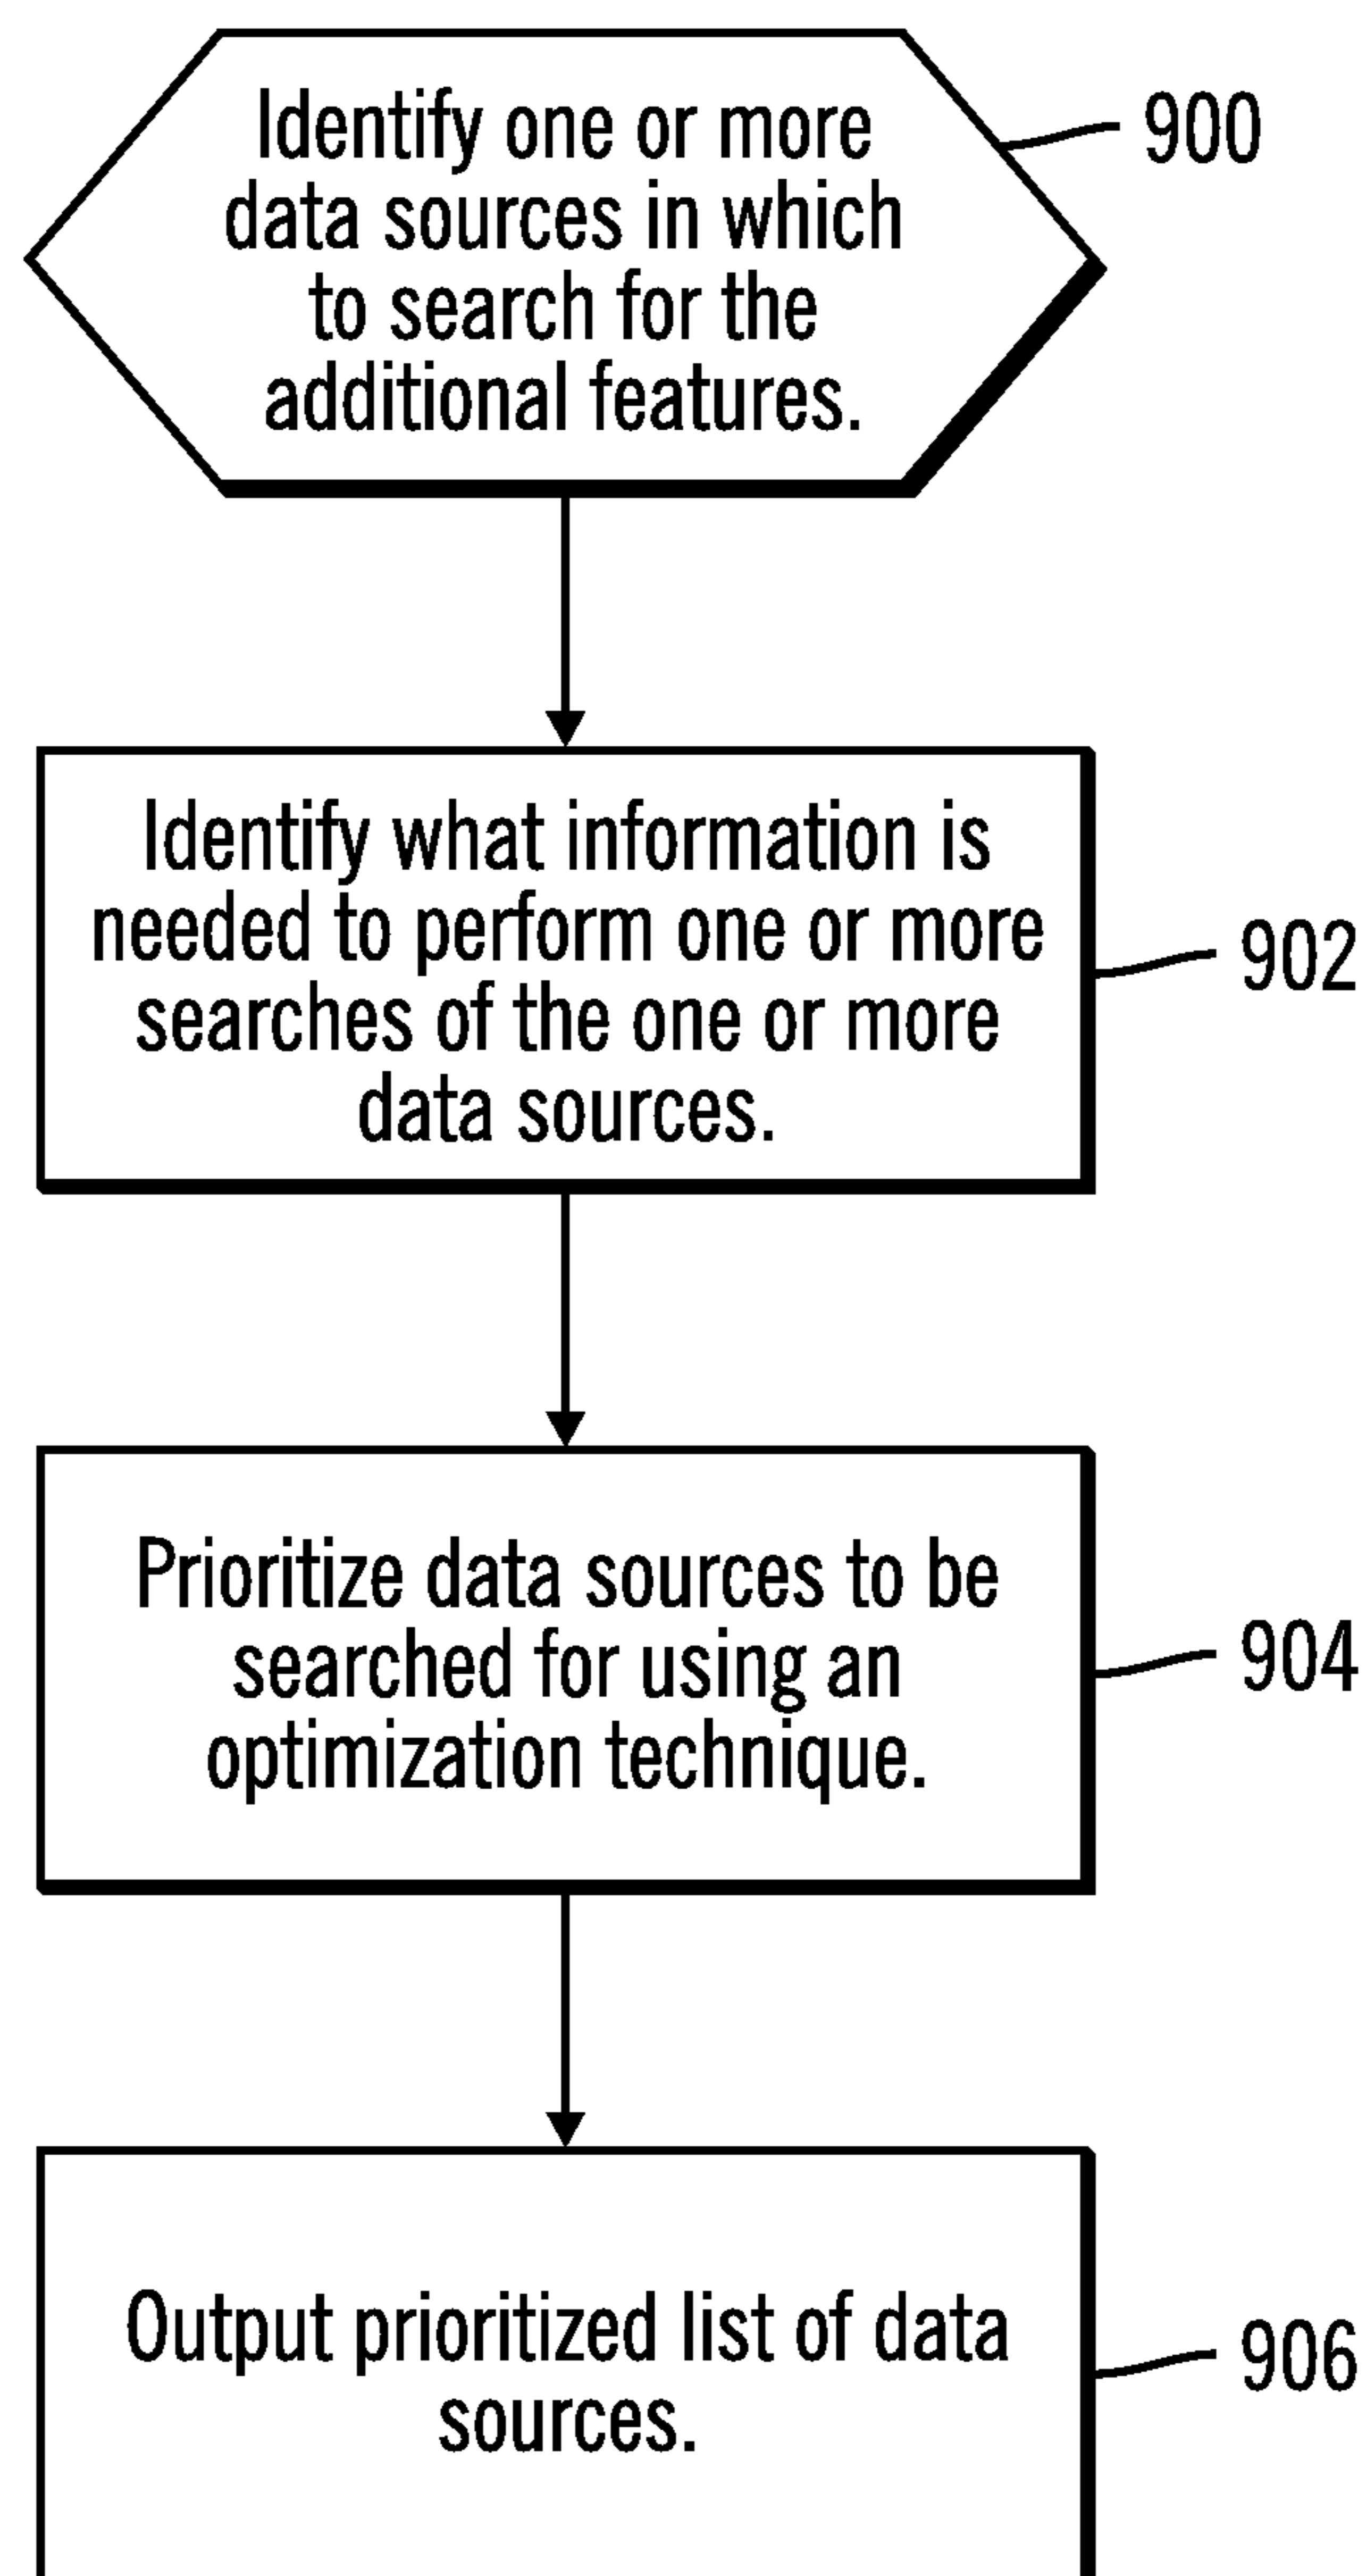 Identify one or more
data sources in which
to search for the
additional features.
900
Identify what information is
needed to perform one or more
searches of the one or more
data sources.
902
Prioritize data sources to be
searched for using an
optimization technique.
904
Output prioritized list of data
sources.
906